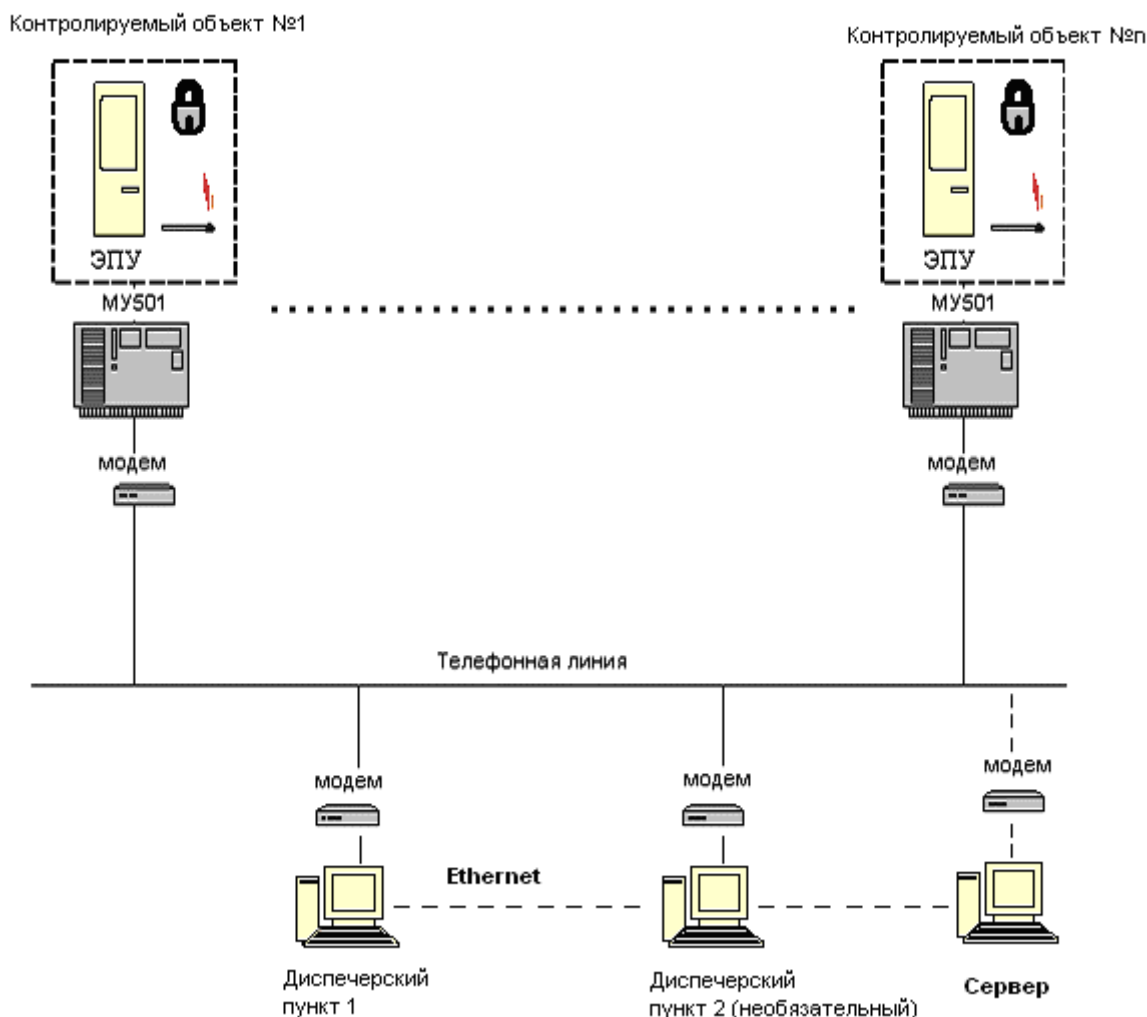 Контролируемый объект №1
Контролируемый объект №n
ЭПУ
ЭПУ
МУ501
МУ501
модем
модем
Телефонная линия
модем
модем
модем
Ethernet
Диспечерский
пункт 1
Диспечерский
пункт 2 (необязательный)
Сервер